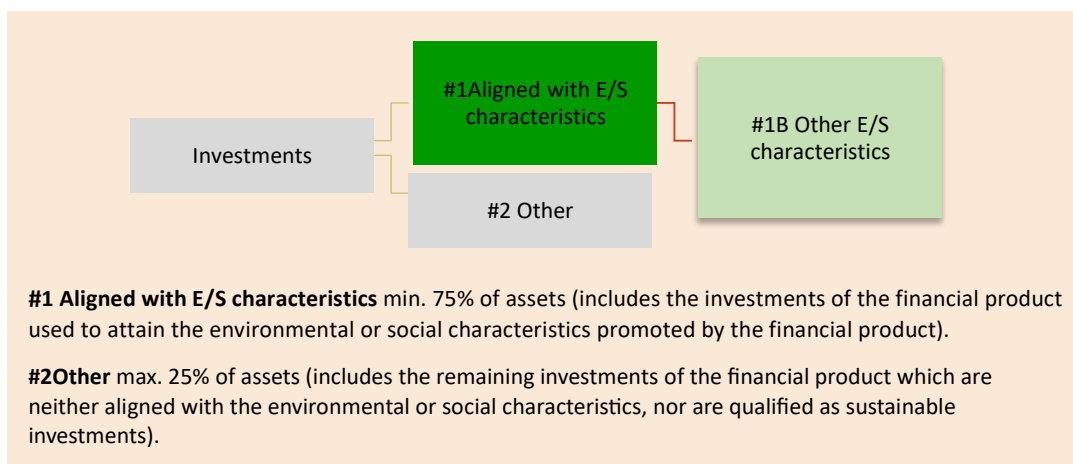 #1Aligned with E/S
characteristics
#1B Other E/S
characteristics
Investments
#2 Other
#1 Aligned with E/S characteristics min. 75% of assets (includes the investments of the financial product
used to attain the environmental or social characteristics promoted by the financial product).
#2Other max. 25% of assets (includes the remaining investments of the financial product which are
neither aligned with the environmental or social characteristics, nor are qualified as sustainable
investments).